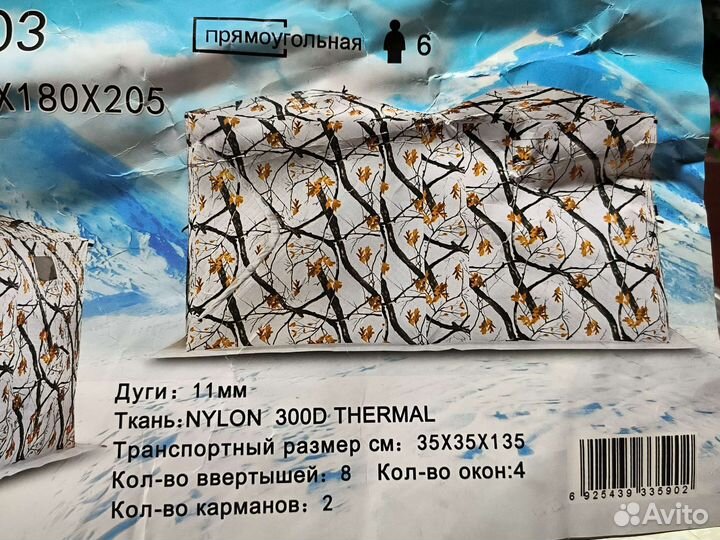 03
прямоугольная
6
X180X205
Дуги: 11мм
Ткань:NYLON 300D THERMAL
Транспортный размер см: 35X35X135
Кол-во ввертышей: 8 Кол-во окон:4
Кол-во карманов: 2
6 925439 335902
Avito